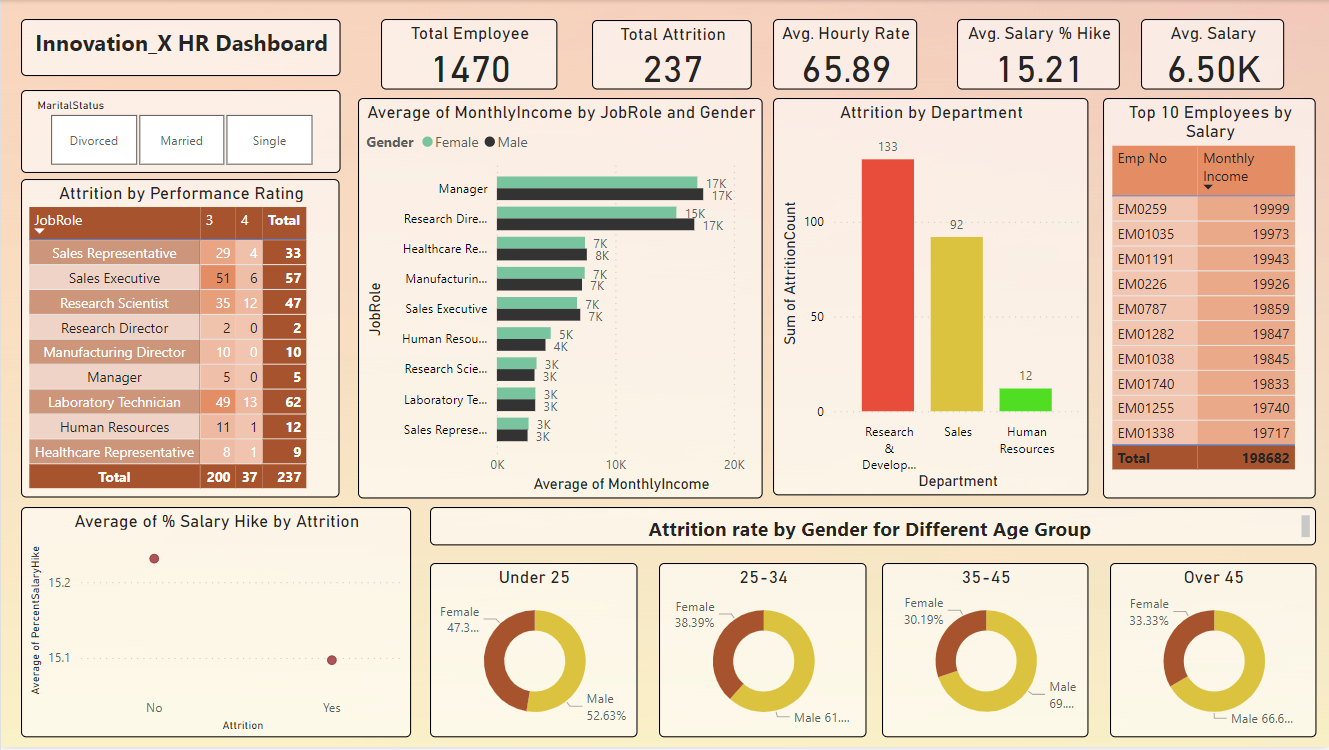 Innovation_X HR Dashboard
Total Employee
1470
Total Attrition
237
Avg. Hourly Rate
65.89
Avg. Salary % Hike
15.21
Avg. Salary
6.50K
MaritalStatus
Divorced Married Single
Attrition by Performance Rating
JobRole 3 4 Total
Sales Representative 29 4 33
Sales Executive 51 6 57
Research Scientist 35 12 47
Research Director 2 0 2
Manufacturing Director 10 0 10
Manager 5 0 5
Laboratory Technician 49 13 62
Human Resources 11 1 12
Healthcare Representative 8 1 9
Total 200 37 237
Average of MonthlyIncome by JobRole and Gender
Gender Female Male
JobRole
Manager 17K
17K
Research Dire... 15K
17K
Healthcare Re... 7K
8K
Manufacturin... 7K
7K
Sales Executive 7K
7K
Human Resou... 5K
4K
Research Scie... 3K
3K
Laboratory Te... 3K
3K
Sales Represe... 3K
3K
0K 10K 20K
Average of MonthlyIncome
Attrition by Department
Sum of AttritionCount
133
92
12
100
50
0
Research
&
Develop...
Sales
Human
Resources
Department
Top 10 Employees by
Salary
Emp No Monthly
Income
EM0259 19999
EM01035 19973
EM01191 19943
EM0226 19926
EM0787 19859
EM01282 19847
EM01038 19845
EM01740 19833
EM01255 19740
EM01338 19717
Total 198682
Average of % Salary Hike by Attrition
Average of PercentSalaryHike
15.2
15.1
No Yes
Attrition
Attrition rate by Gender for Different Age Group
Under 25
Female
47.3...
Male
52.63%
25-34
Female
38.39%
Male 61....
35-45
Female
30.19%
Male
69....
Over 45
Female
33.33%
Male 66.6...